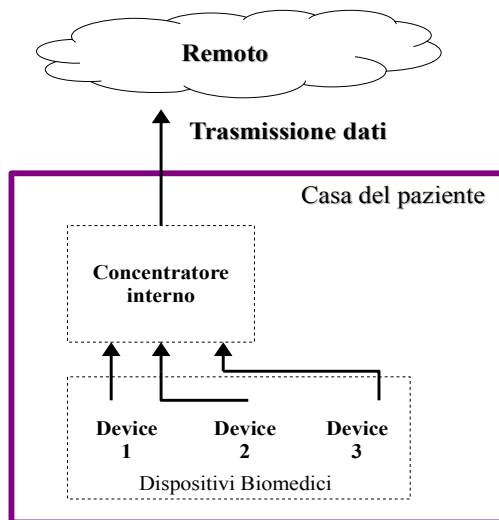 Remoto
Trasmissione dati
Casa del paziente
Concentratore
interno
Device
1
Device
2
Device
3
Dispositivi Biomedici